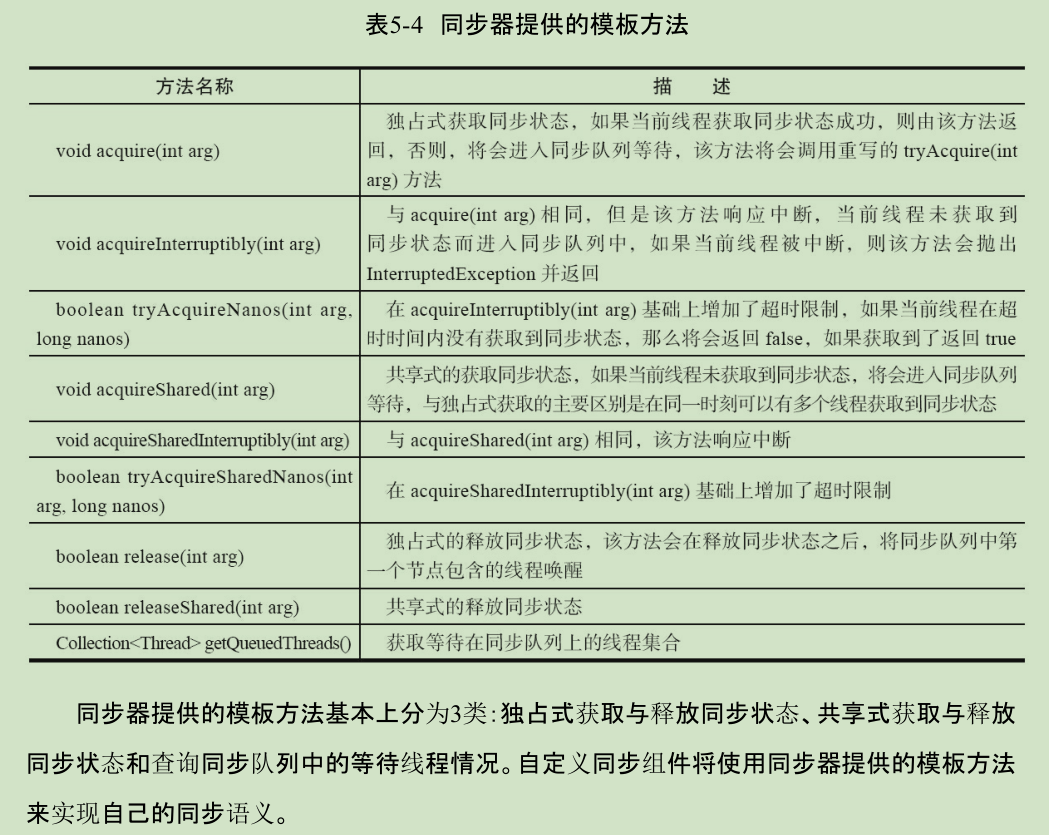 表5-4 同步器提供的模板方法
方法名称
描 述
void acquire(int arg)
独占式获取同步状态，如果当前线程获取同步状态成功，则由该方法返
回，否则，将会进入同步队列等待，该方法将会调用重写的 tryAcquire(int
arg) 方法
void acquireInterruptibly(int arg)
与 acquire(int arg) 相同，但是该方法响应中断，当前线程未获取到
同步状态而进入同步队列中，如果当前线程被中断，则该方法会抛出
InterruptedException 并返回
boolean tryAcquireNanos(int arg,
long nanos)
在 acquireInterruptibly(int arg) 基础上增加了超时限制，如果当前线程在超
时时间内没有获取到同步状态，那么将会返回 false，如果获取到了返回 true
void acquireShared(int arg)
共享式的获取同步状态，如果当前线程未获取到同步状态，将会进入同步队列
等待，与独占式获取的主要区别是在同一时刻可以有多个线程获取到同步状态
void acquireSharedInterruptibly(int arg)
与 acquireShared(int arg) 相同，该方法响应中断
boolean tryAcquireSharedNanos(int
arg, long nanos)
在 acquireSharedInterruptibly(int arg) 基础上增加了超时限制
boolean release(int arg)
独占式的释放同步状态，该方法会在释放同步状态之后，将同步队列中第
一个节点包含的线程唤醒
boolean releaseShared(int arg)
共享式的释放同步状态
Collection<Thread> getQueuedThreads()
获取等待在同步队列上的线程集合
同步器提供的模板方法基本上分为3类：独占式获取与释放同步状态、共享式获取与释放
同步状态和查询同步队列中的等待线程情况。自定义同步组件将使用同步器提供的模板方法
来实现自己的同步语义。